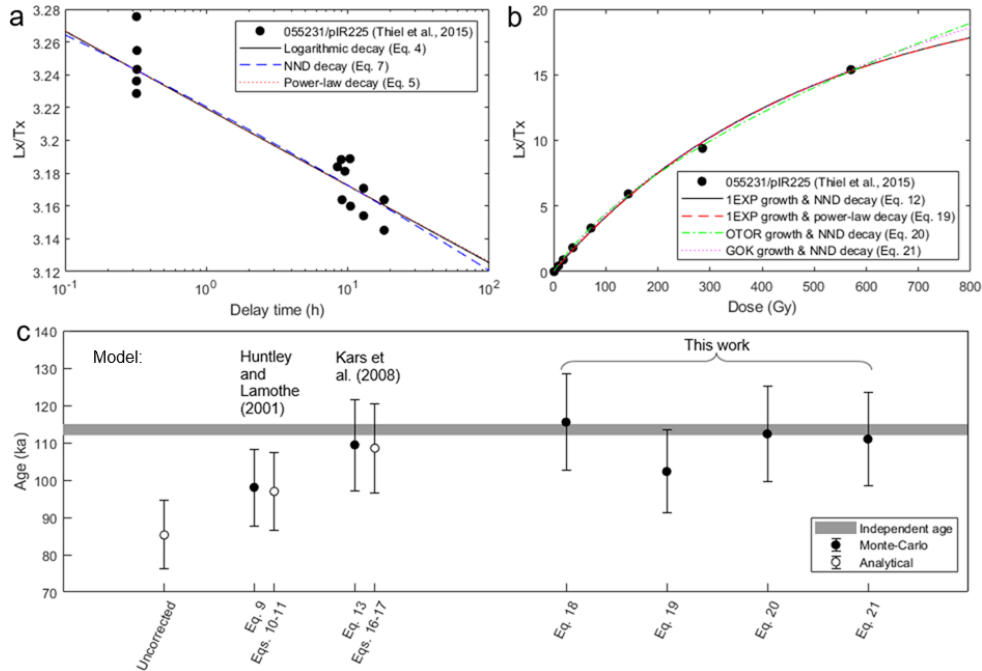 a
3.28
3.26
3.24
3.22
3.2
3.18
3.16
3.14
3.12
Lx/Tx
055231/pIR225 (Thiel et al., 2015)
Logarithmic decay (Eq. 4)
NND decay (Eq. 7)
Power-law decay (Eq. 5)
10-1
100
101
102
Delay time (h)
b
20
15
10
5
0
Lx/Tx
055231/pIR225 (Thiel et al., 2015)
1EXP growth & NND decay (Eq. 12)
1EXP growth & power-law decay (Eq. 19)
OTOR growth & NND decay (Eq. 20)
GOK growth & NND decay (Eq. 21)
0 100 200 300 400 500 600 700 800
Dose (Gy)
c
140
130
120
110
100
90
80
70
Age (ka)
Model:
Huntley
and
Lamothe
(2001)
Kars et
al. (2008)
This work
Independent age
Monte-Carlo
Analytical
Uncorrected
Eq. 9
Eqs. 10-11
Eq. 13
Eqs. 16-17
Eq. 18
Eq. 19
Eq. 20
Eq. 21